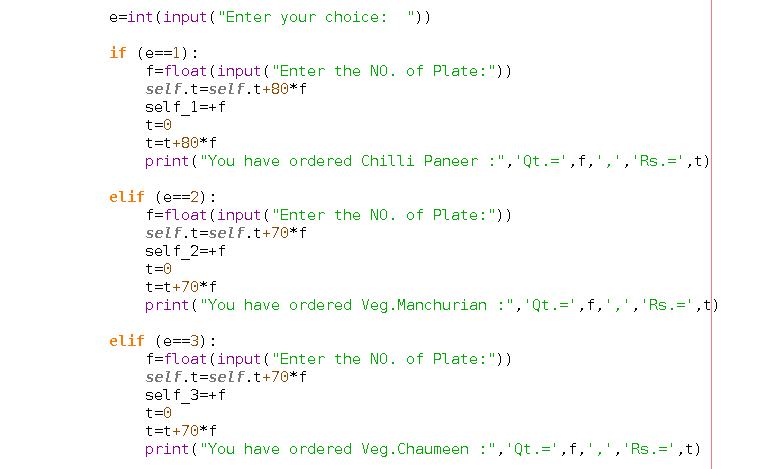 e=int(input("Enter your choice:  "))
if (e==1):
f=float(input("Enter the NO. of Plate:"))
self.t=self.t+80*f
self_1=+f
t=0
t=t+80*f
print("You have ordered Chilli Paneer :",'Qt.=',f,',','Rs.=',t)
elif (e==2):
f=float(input("Enter the NO. of Plate:"))
self.t=self.t+70*f
self_2=+f
t=0
t=t+70*f
print("You have ordered Veg.Manchurian :",'Qt.=',f,',','Rs.=',t)
elif (e==3):
f=float(input("Enter the NO. of Plate:"))
self.t=self.t+70*f
self_3=+f
t=0
t=t+70*f
print("You have ordered Veg.Chaumeen :",'Qt.=',f,',','Rs.=',t)